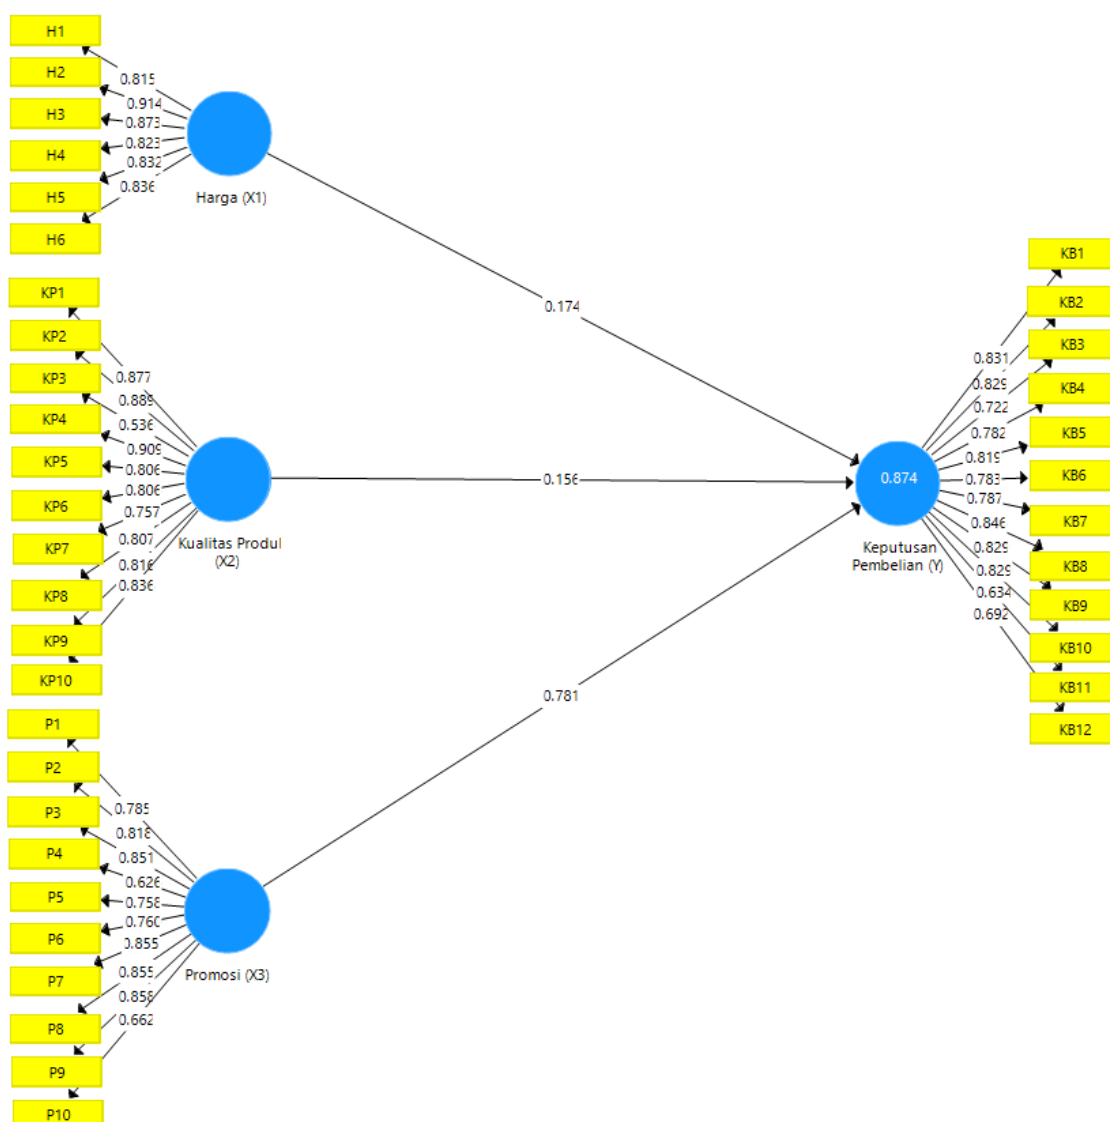 H1
H2
H3
H4
H5
H6
0.815
0.914
0.873
0.823
0.832
0.836
Harga (X1)
KP1
KP2
KP3
KP4
KP5
KP6
KP7
KP8
KP9
KP10
0.877
0.889
0.536
0.909
0.806
0.806
0.757
0.807
0.816
0.836
Kualitas Produl
(X2)
P1
P2
P3
P4
P5
P6
P7
P8
P9
P10
0.785
0.818
0.851
0.626
0.758
0.760
0.855
0.855
0.858
0.662
Promosi (X3)
0.174
0.156
0.781
0.874
Keputusan
Pembelian (Y)
0.831
0.829
0.722
0.782
0.819
0.783
0.787
0.846
0.829
0.829
0.634
0.692
KB1
KB2
KB3
KB4
KB5
KB6
KB7
KB8
KB9
KB10
KB11
KB12